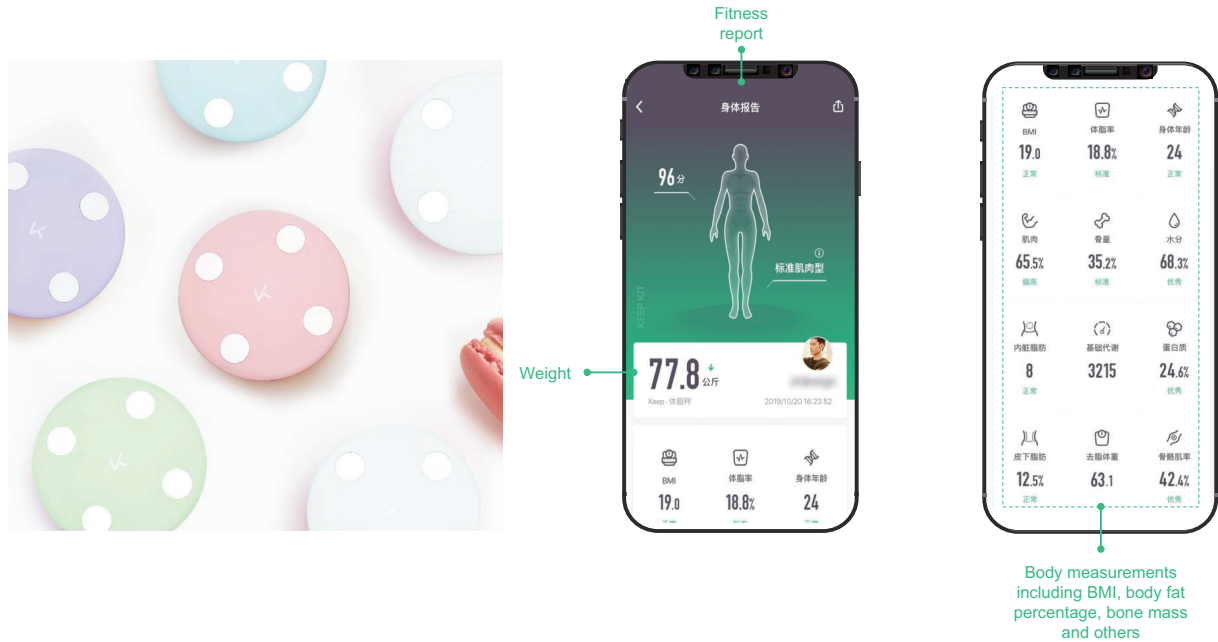 Fitness
report
身体报告
96分
标准肌肉型
KEEP KIT
Weight
77.8公斤
Keep · 体脂秤
2019/10/20 16:23:52
BMI
体脂率
身体年龄
19.0
18.8%
24
正常
标准
正常
BMI
体脂率
身体年龄
19.0
18.8%
24
正常
标准
正常
肌肉
骨量
水分
65.5%
35.2%
68.3%
偏高
标准
优秀
内脏脂肪
基础代谢
蛋白质
8
3215
24.6%
正常
优秀
皮下脂肪
去脂体重
骨骼肌率
12.5%
63.1
42.4%
正常
优秀
Body measurements
including BMI, body fat
percentage, bone mass
and others